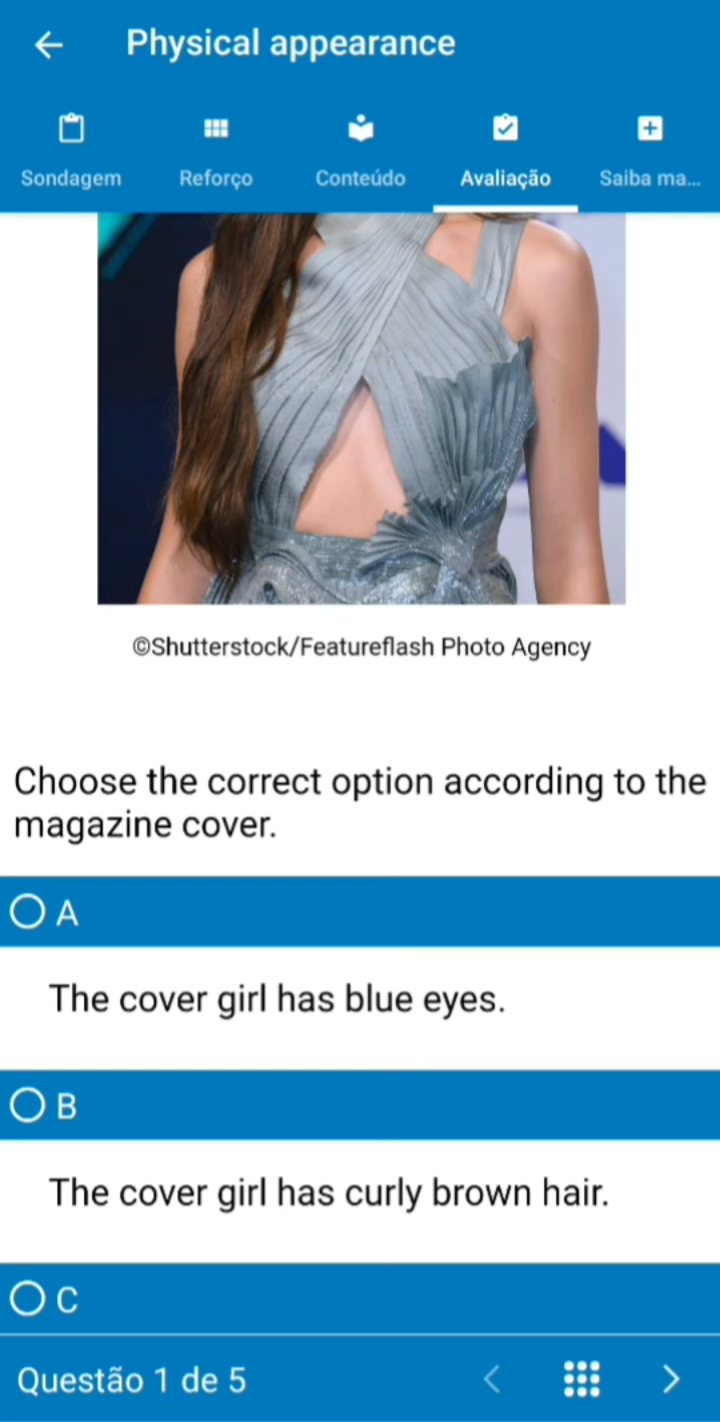 Physical appearance
Sondagem Reforço Conteúdo Avaliação Saiba ma...
©Shutterstock/Featureflash Photo Agency
Choose the correct option according to the
magazine cover.
A
The cover girl has blue eyes.
B
The cover girl has curly brown hair.
C
Questão 1 de 5